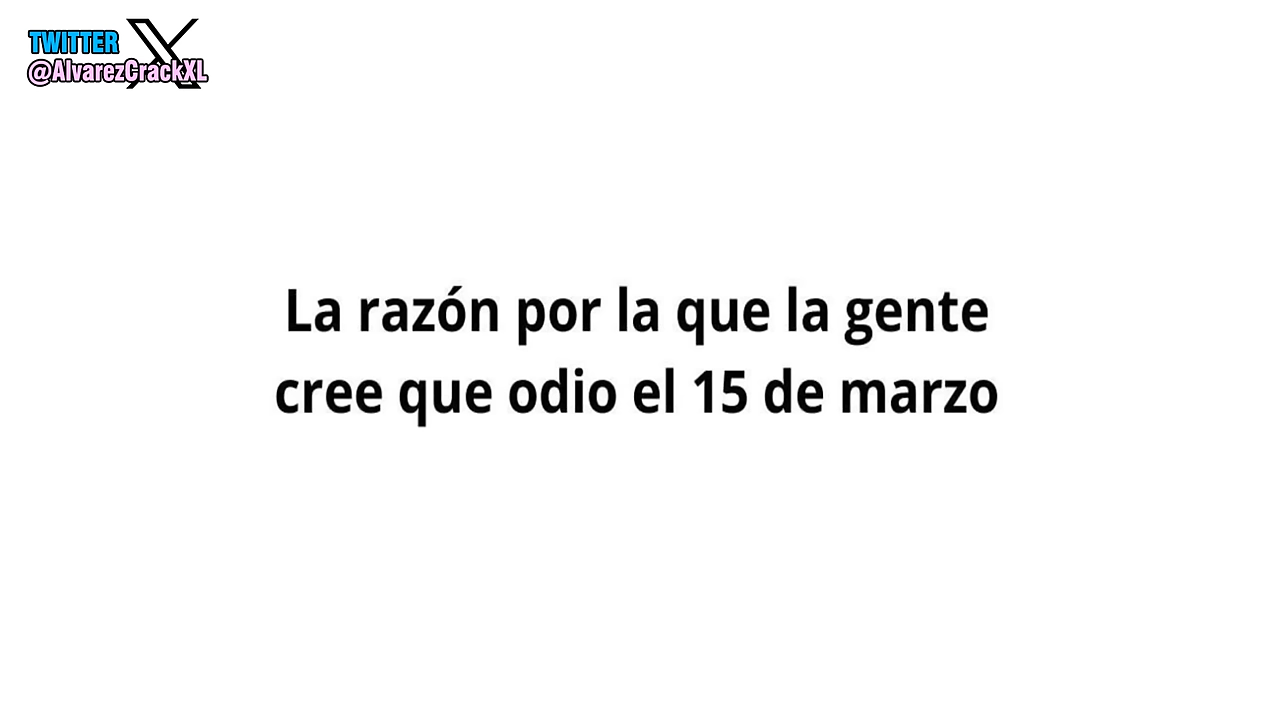 TWITTER
@AlvarezCrackXL
La razón por la que la gente
cree que odio el 15 de marzo